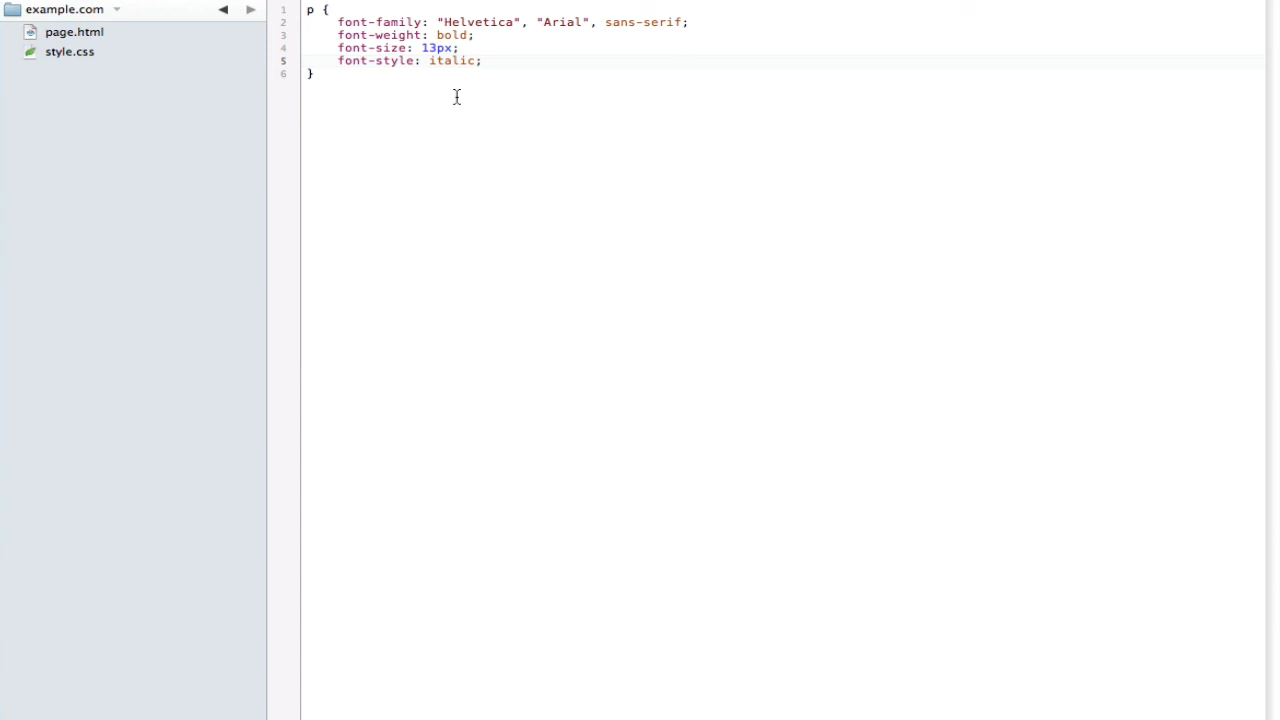 example.com
page.html
style.css
1 p {
2 font-family: "Helvetica", "Arial", sans-serif;
3 font-weight: bold;
4 font-size: 13px;
5 font-style: italic;
6 }